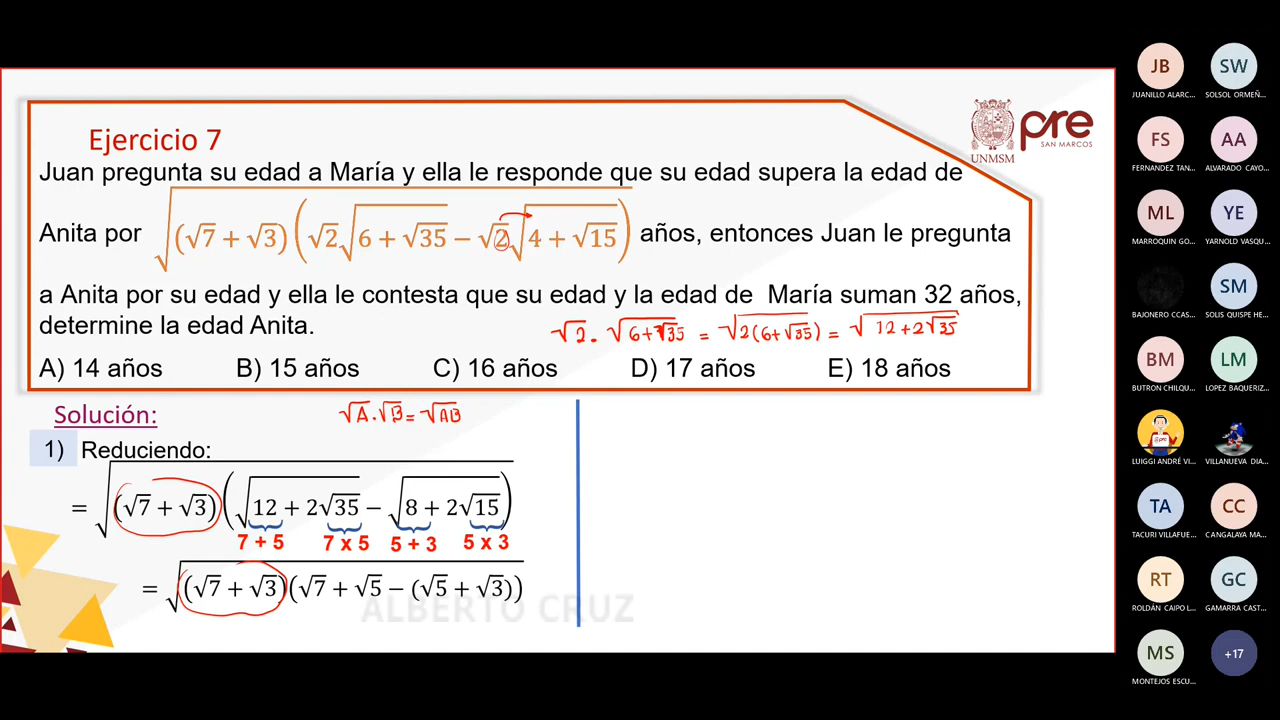 Ejercicio 7
pre
SAN MARCOS
UNMSM
Juan pregunta su edad a María y ella le responde que su edad supera la edad de
Anita por √((√7 + √3)(√2√(6 + √35) − √2√(4 + √15))) años, entonces Juan le pregunta
a Anita por su edad y ella le contesta que su edad y la edad de María suman 32 años,
determine la edad Anita.
√2 . √(6+√35) = √(2(6+√35)) = √(12+2√35)
A) 14 años B) 15 años C) 16 años D) 17 años E) 18 años
Solución:
√A . √B = √AB
1) Reduciendo:
= √((√7 + √3)(√(12 + 2√35) − √(8 + 2√15)))
7 + 5 7 x 5 5 + 3 5 x 3
= √((√7 + √3)(√7 + √5 − (√5 + √3)))
ALBERTO CRUZ
JB SW
JUANILLO ALARC... SOLSOL ORMEÑ...
FS AA
FERNANDEZ TAN... ALVARADO CAYO...
ML YE
MARROQUIN GO... YARNOLD VASQU...
SM
BAJONERO CCAS... SOLIS QUISPE HE...
BM LM
BUTRON CHILQU... LOPEZ BAQUERIZ...
LUIGGI ANDRÉ VI... VILLANUEVA DIA...
TA CC
TACURI VILLAFUE... CANGALAYA MA...
RT GC
ROLDÁN CAIPO L... GAMARRA CAST...
MS +17
MONTEJOS ESCU...